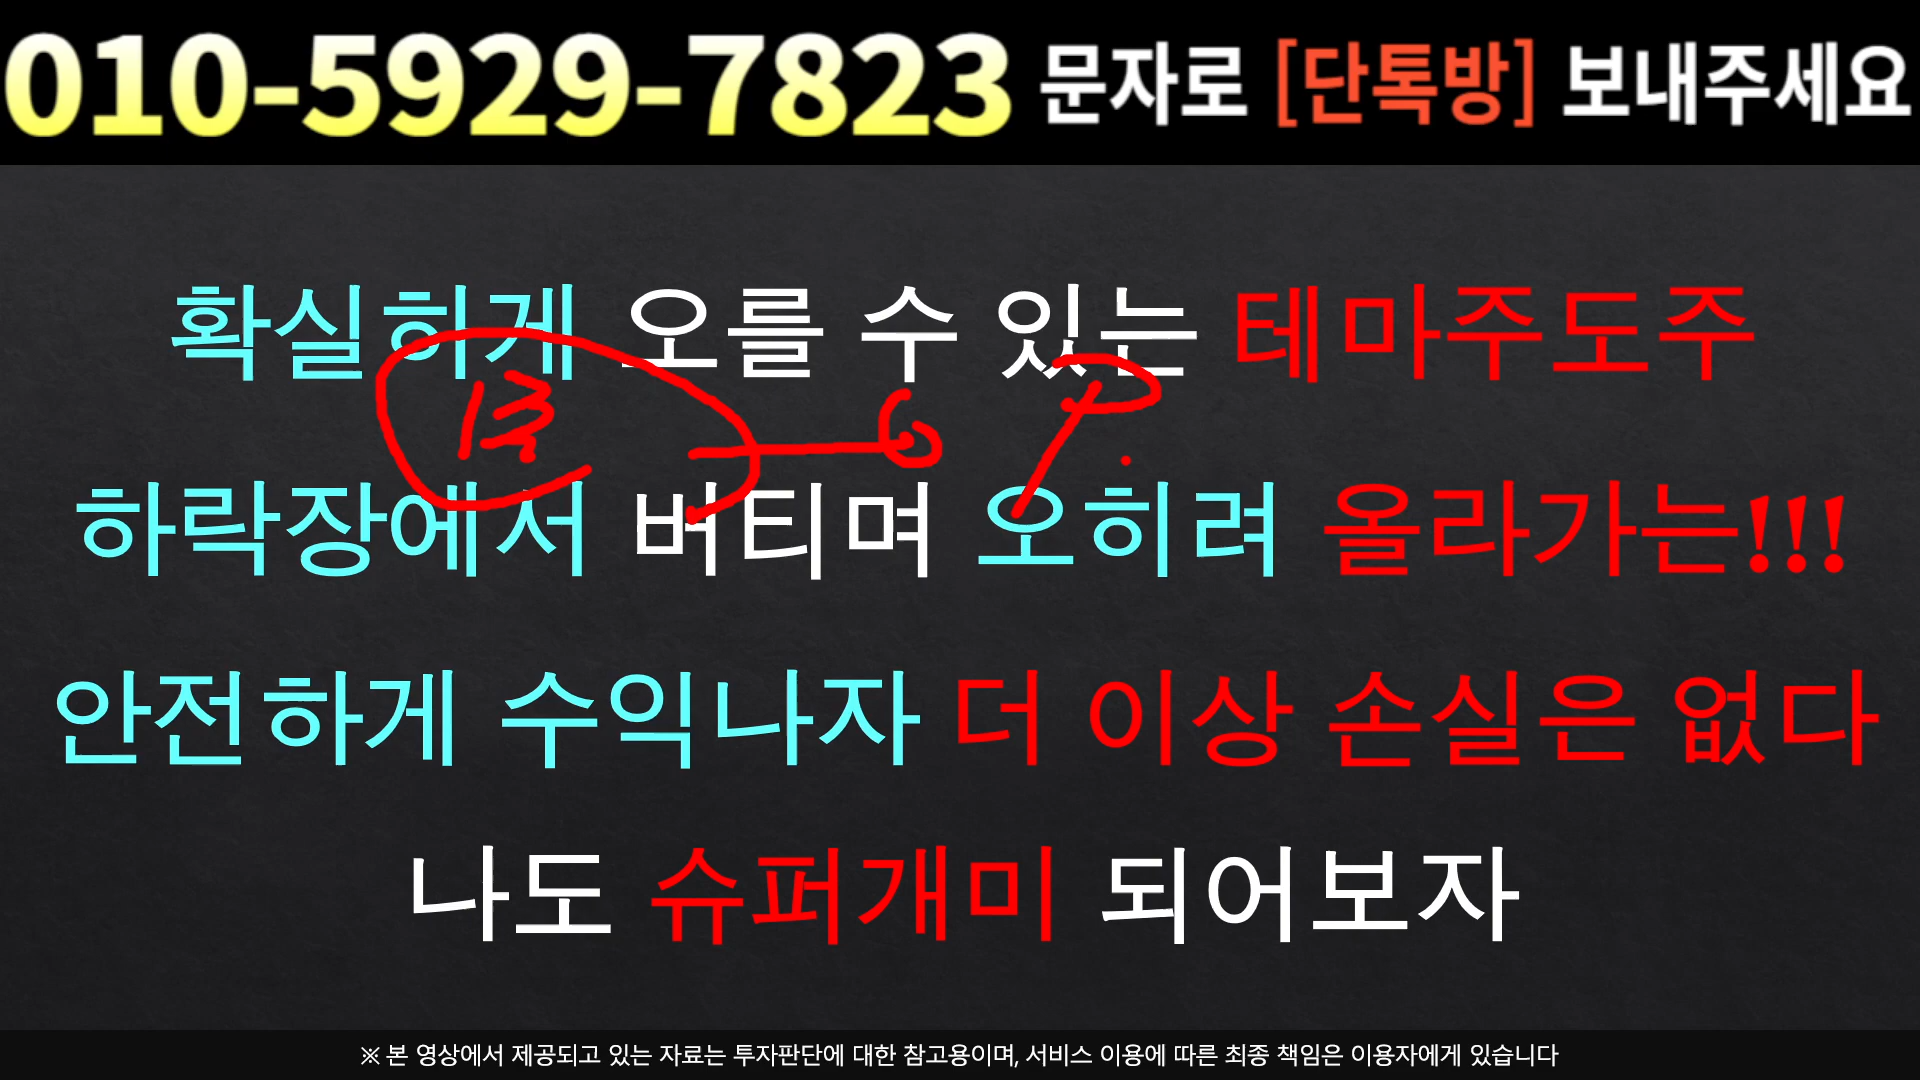 010-5929-7823 문자로 [단톡방] 보내주세요
확실하게 오를 수 있는 테마주도주
13
하락장에서 버티며 오히려 올라가는!!!
안전하게 수익나자 더 이상 손실은 없다
나도 슈퍼개미 되어보자
※ 본 영상에서 제공되고 있는 자료는 투자판단에 대한 참고용이며, 서비스 이용에 따른 최종 책임은 이용자에게 있습니다